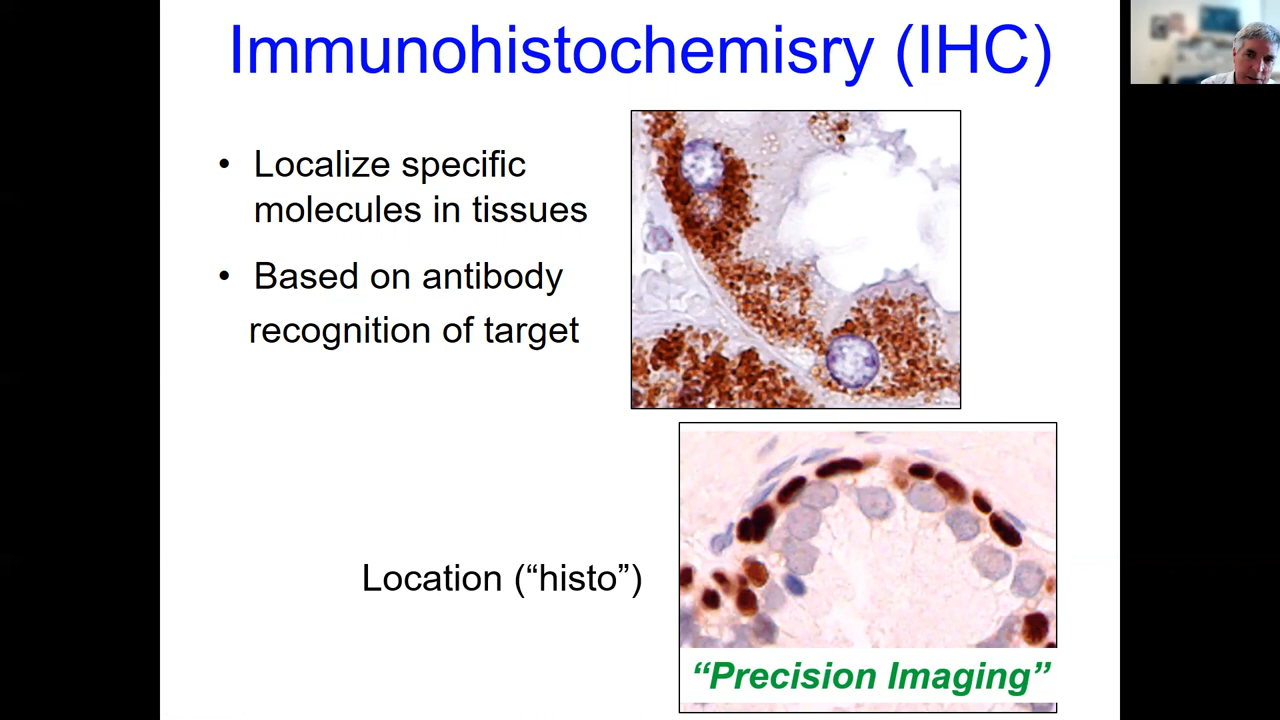 Immunohistochemisry (IHC)
• Localize specific
molecules in tissues
• Based on antibody
recognition of target
Location (“histo”)
“Precision Imaging”